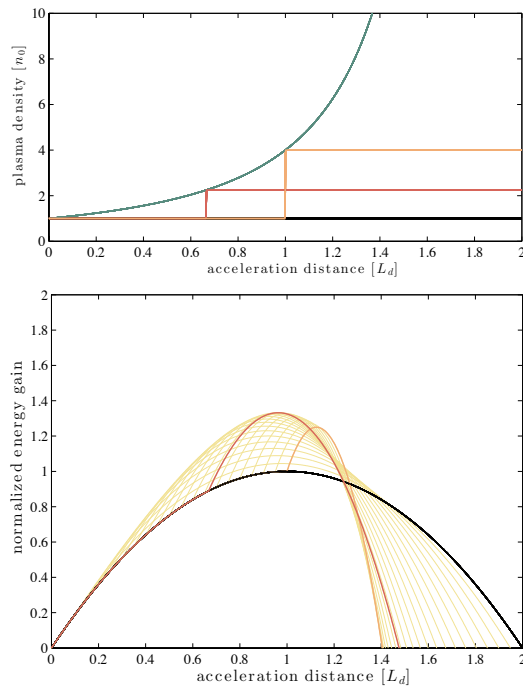 10
8
6
4
2
0
plasma density [n₀]
0 0.2 0.4 0.6 0.8 1 1.2 1.4 1.6 1.8 2
acceleration distance [L_d]
2
1.8
1.6
1.4
1.2
1
0.8
0.6
0.4
0.2
0
normalized energy gain
0 0.2 0.4 0.6 0.8 1 1.2 1.4 1.6 1.8 2
acceleration distance [L_d]